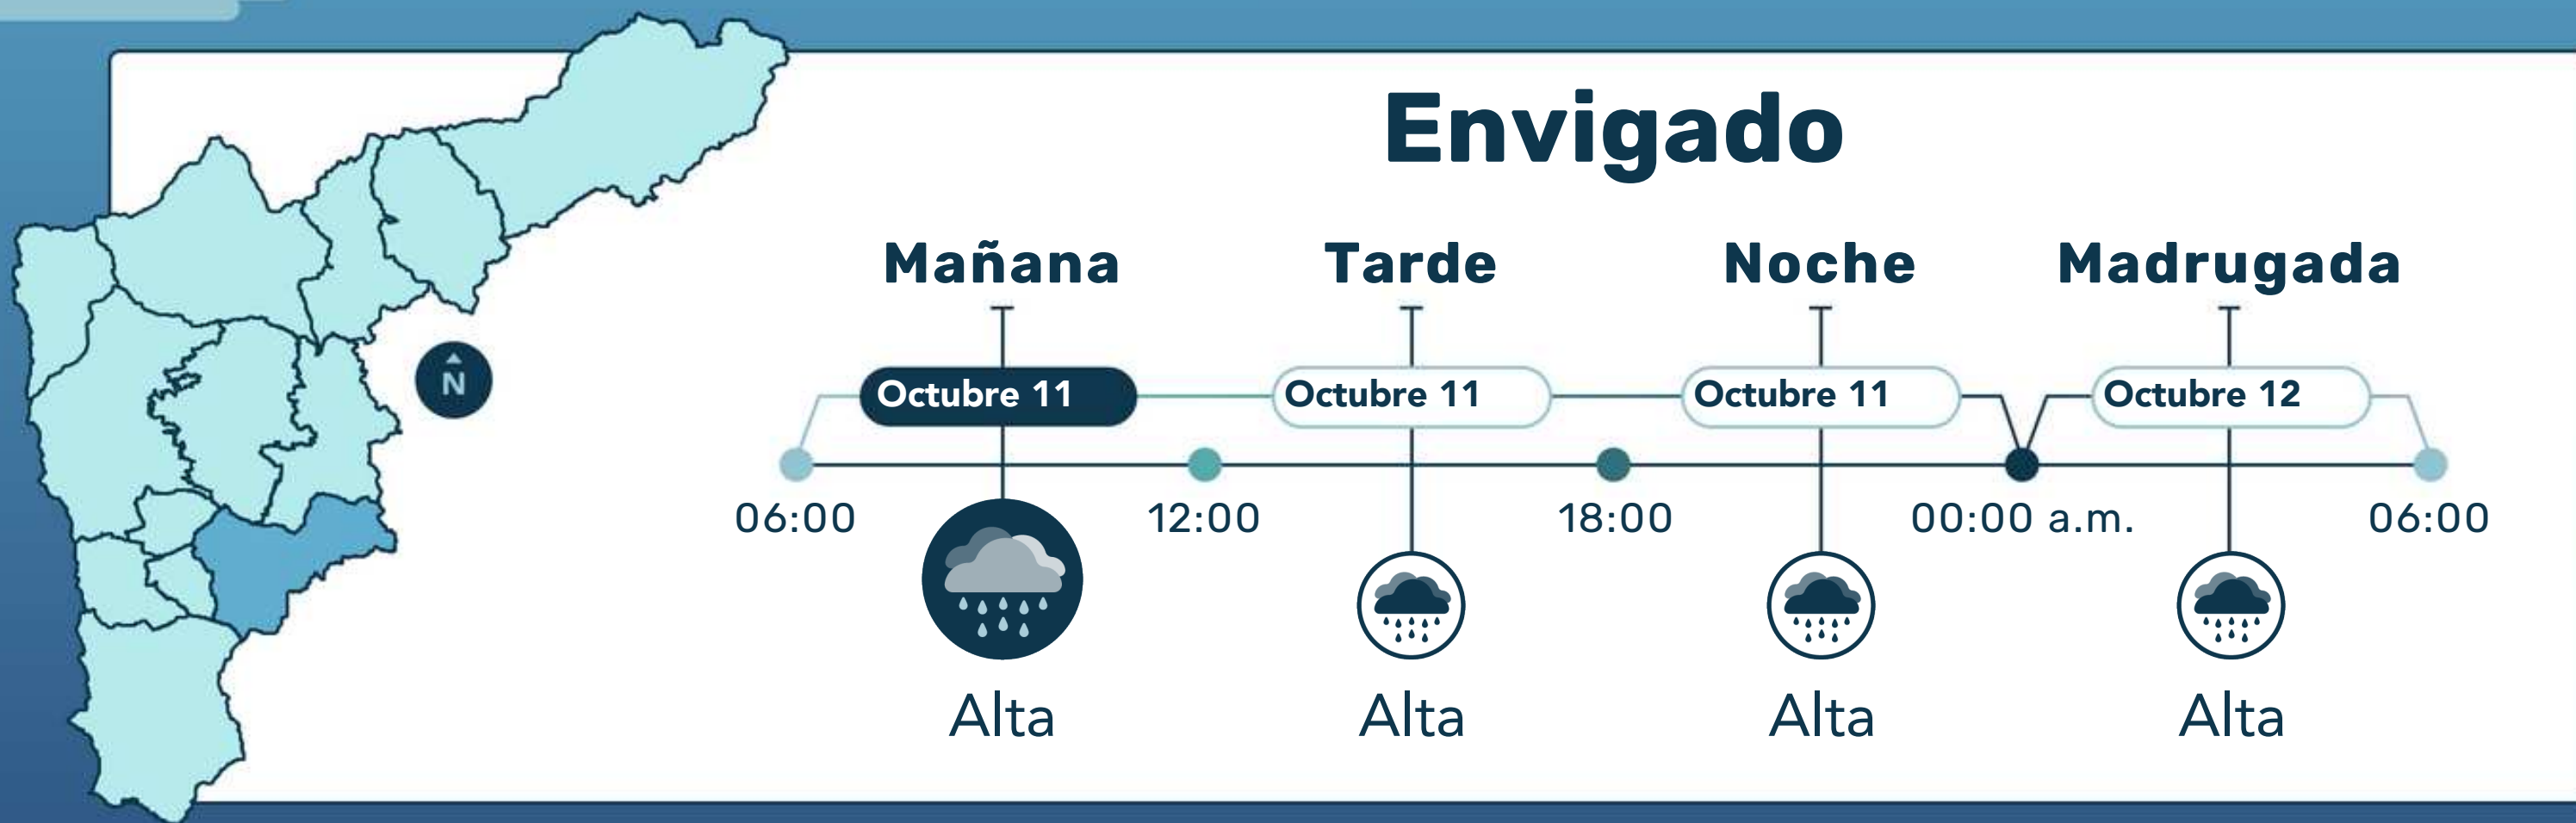 Envigado
Mañana Tarde Noche Madrugada
N
Octubre 11 Octubre 11 Octubre 11 Octubre 12
06:00 12:00 18:00 00:00 a.m. 06:00
Alta Alta Alta Alta